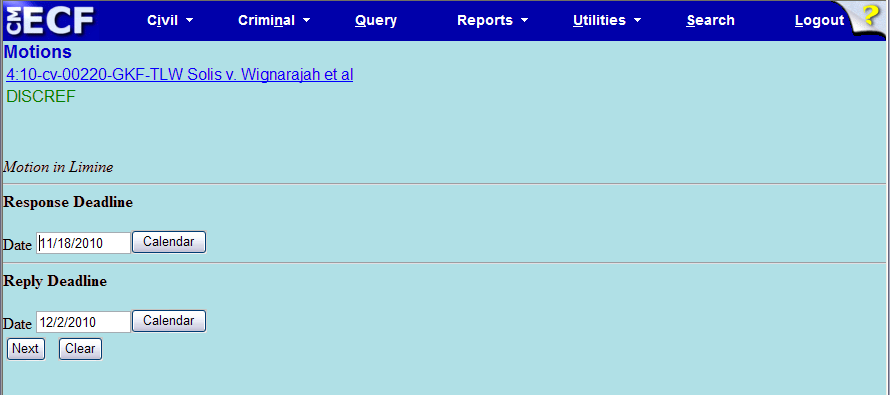 CM ECF Civil Criminal Query Reports Utilities Search Logout ?
Motions
4:10-cv-00220-GKF-TLW Solis v. Wignarajah et al
DISCREF
Motion in Limine
Response Deadline
Date 11/18/2010 Calendar
Reply Deadline
Date 12/2/2010 Calendar
Next Clear